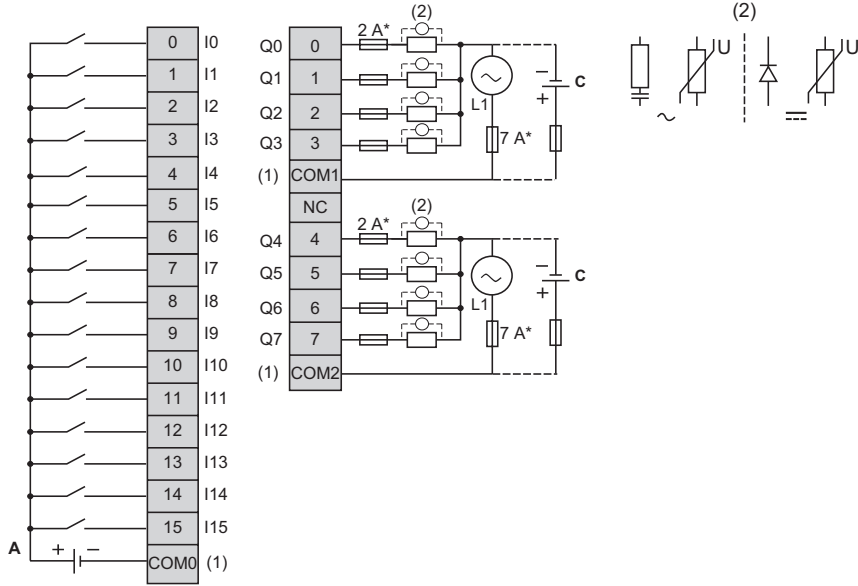 0 I0
1 I1
2 I2
3 I3
4 I4
5 I5
6 I6
7 I7
8 I8
9 I9
10 I10
11 I11
12 I12
13 I13
14 I14
15 I15
A + − COM0 (1)
(2)
2 A*
Q0 0
Q1 1
Q2 2
Q3 3
L1
− + C
7 A*
(1) COM1
NC
(2)
2 A*
Q4 4
Q5 5
Q6 6
Q7 7
L1
− + C
7 A*
(1) COM2
(2)
U U